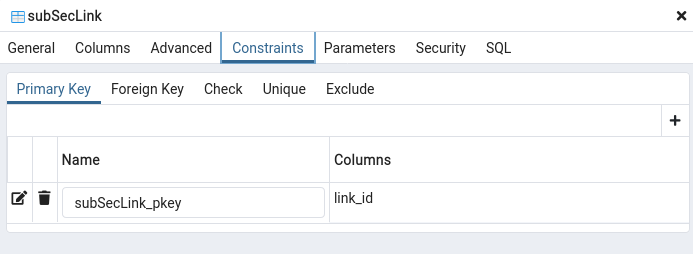 subSecLink
General Columns Advanced Constraints Parameters Security SQL
Primary Key Foreign Key Check Unique Exclude
Name Columns
subSecLink_pkey link_id